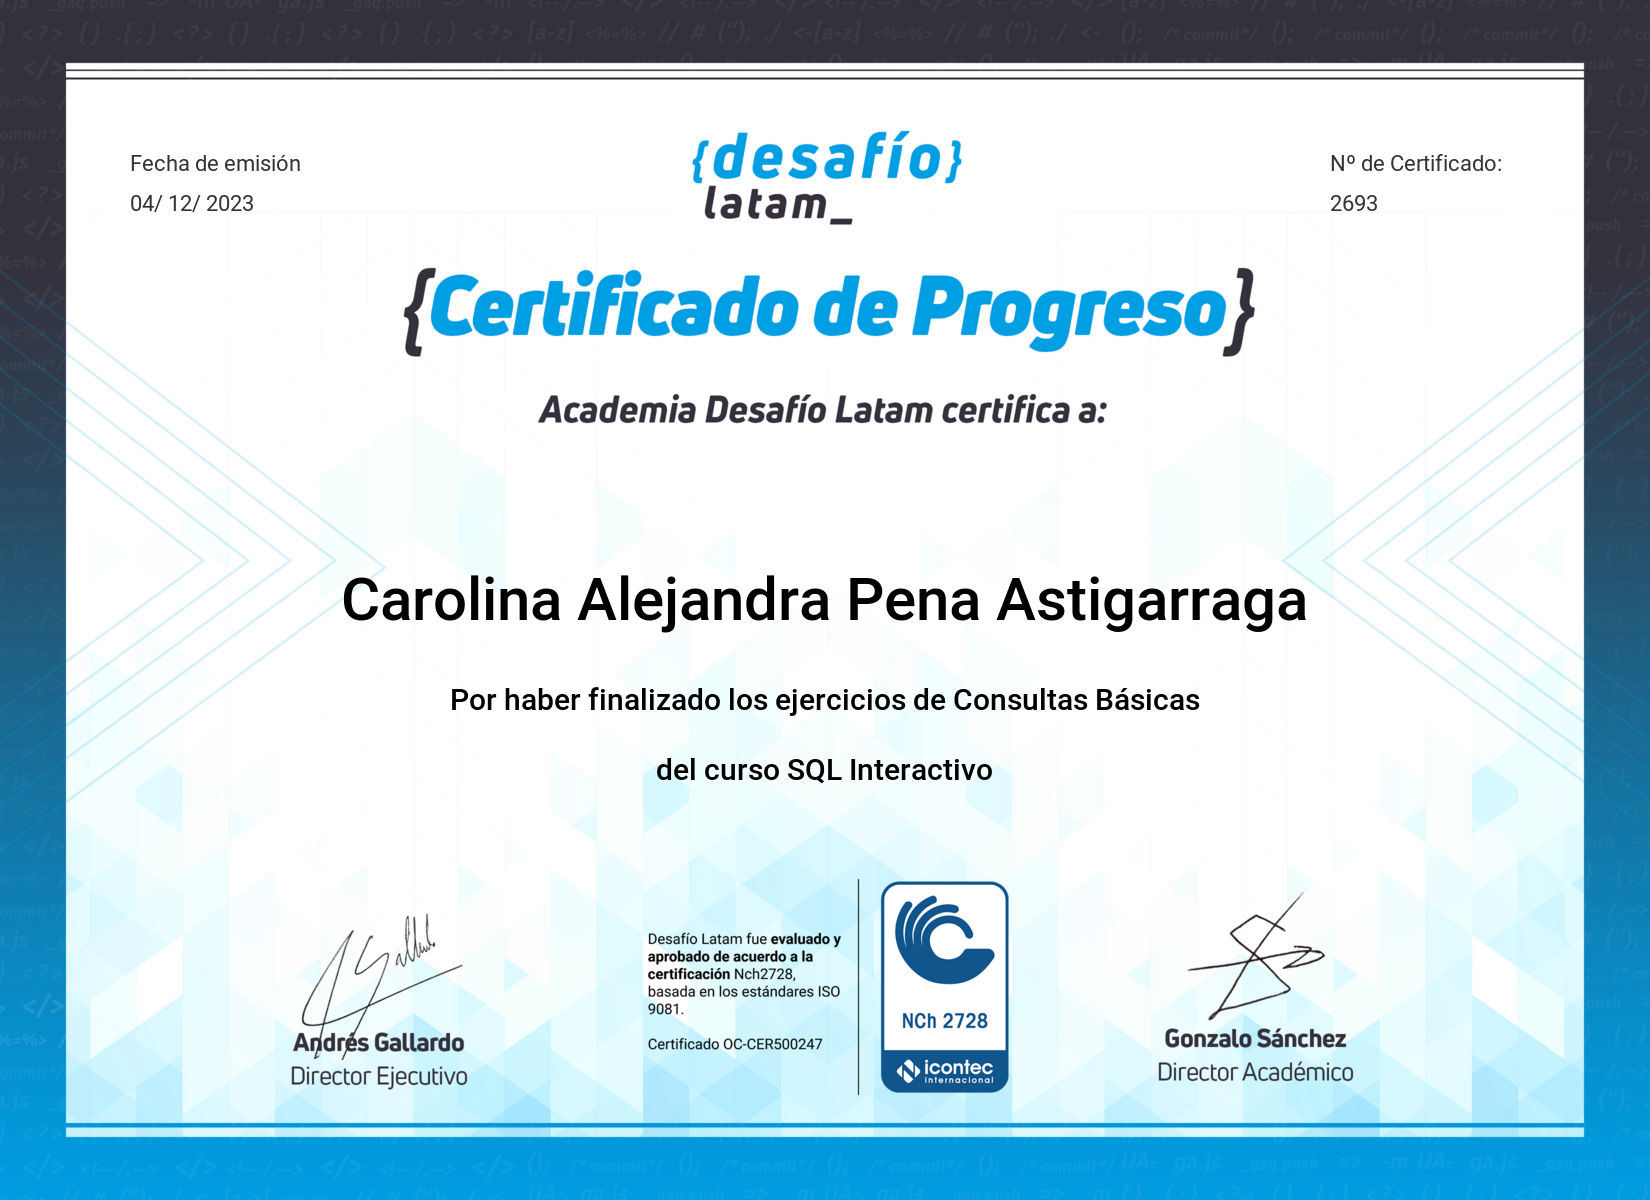 Fecha de emisión
04/ 12/ 2023
{desafío}
latam_
Nº de Certificado:
2693
{Certificado de Progreso}
Academia Desafío Latam certifica a:
Carolina Alejandra Pena Astigarraga
Por haber finalizado los ejercicios de Consultas Básicas
del curso SQL Interactivo
Andrés Gallardo
Director Ejecutivo
Desafío Latam fue evaluado y
aprobado de acuerdo a la
certificación Nch2728,
basada en los estándares ISO
9081.
Certificado OC-CER500247
NCh 2728
icontec
internacional
Gonzalo Sánchez
Director Académico